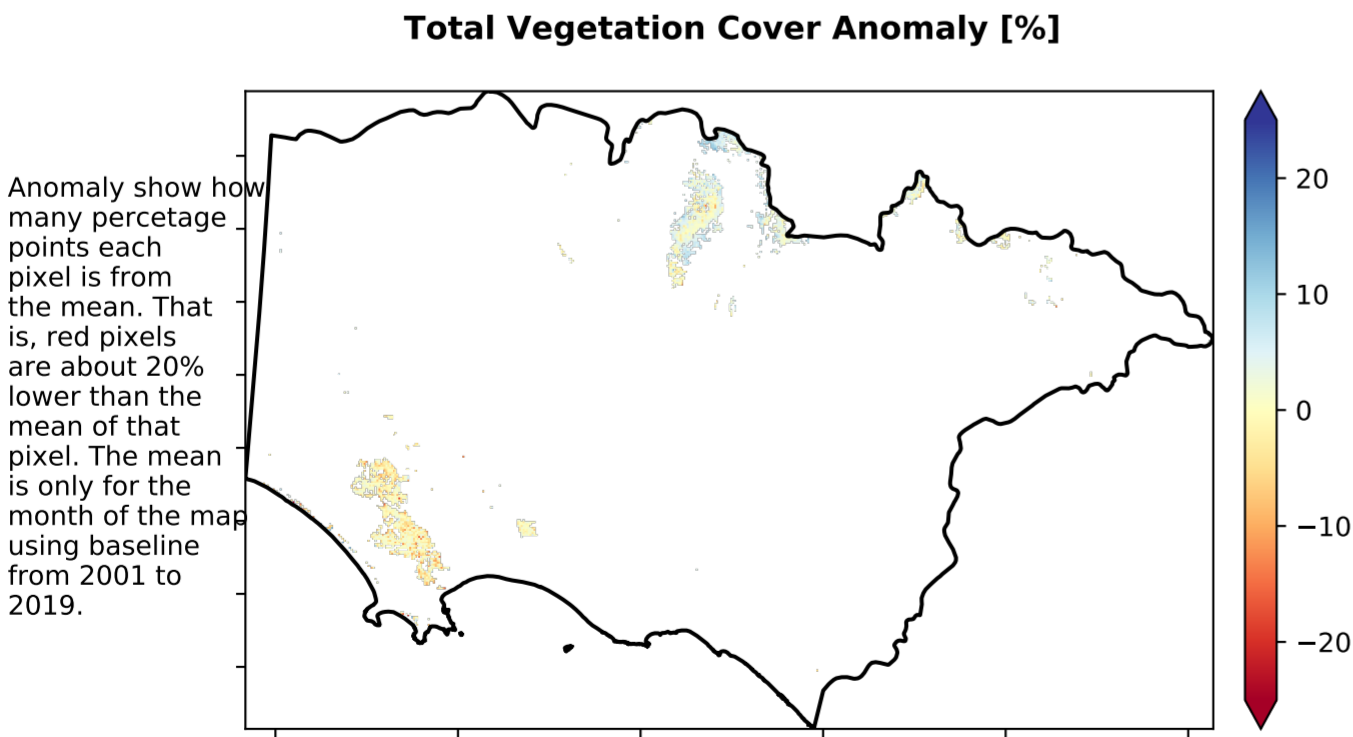 Total Vegetation Cover Anomaly [%]
Anomaly show how
many percetage
points each
pixel is from
the mean. That
is, red pixels
are about 20%
lower than the
mean of that
pixel. The mean
is only for the
month of the map
using baseline
from 2001 to
2019.
20
10
0
−10
−20